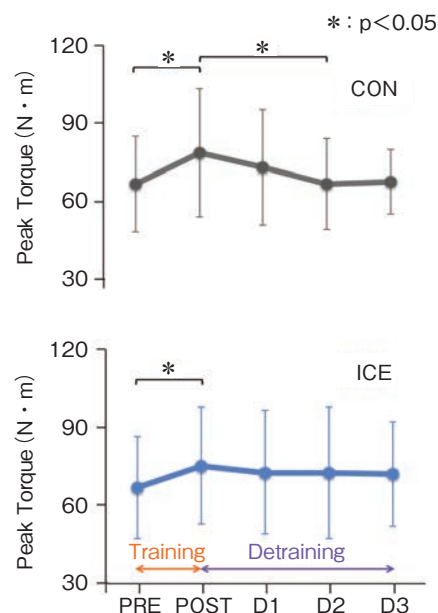 *: p<0.05
120
*
*
CON
90
60
30
Peak Torque (N・m)
120
*
ICE
90
60
Training
Detraining
30
PRE POST D1 D2 D3
Peak Torque (N・m)